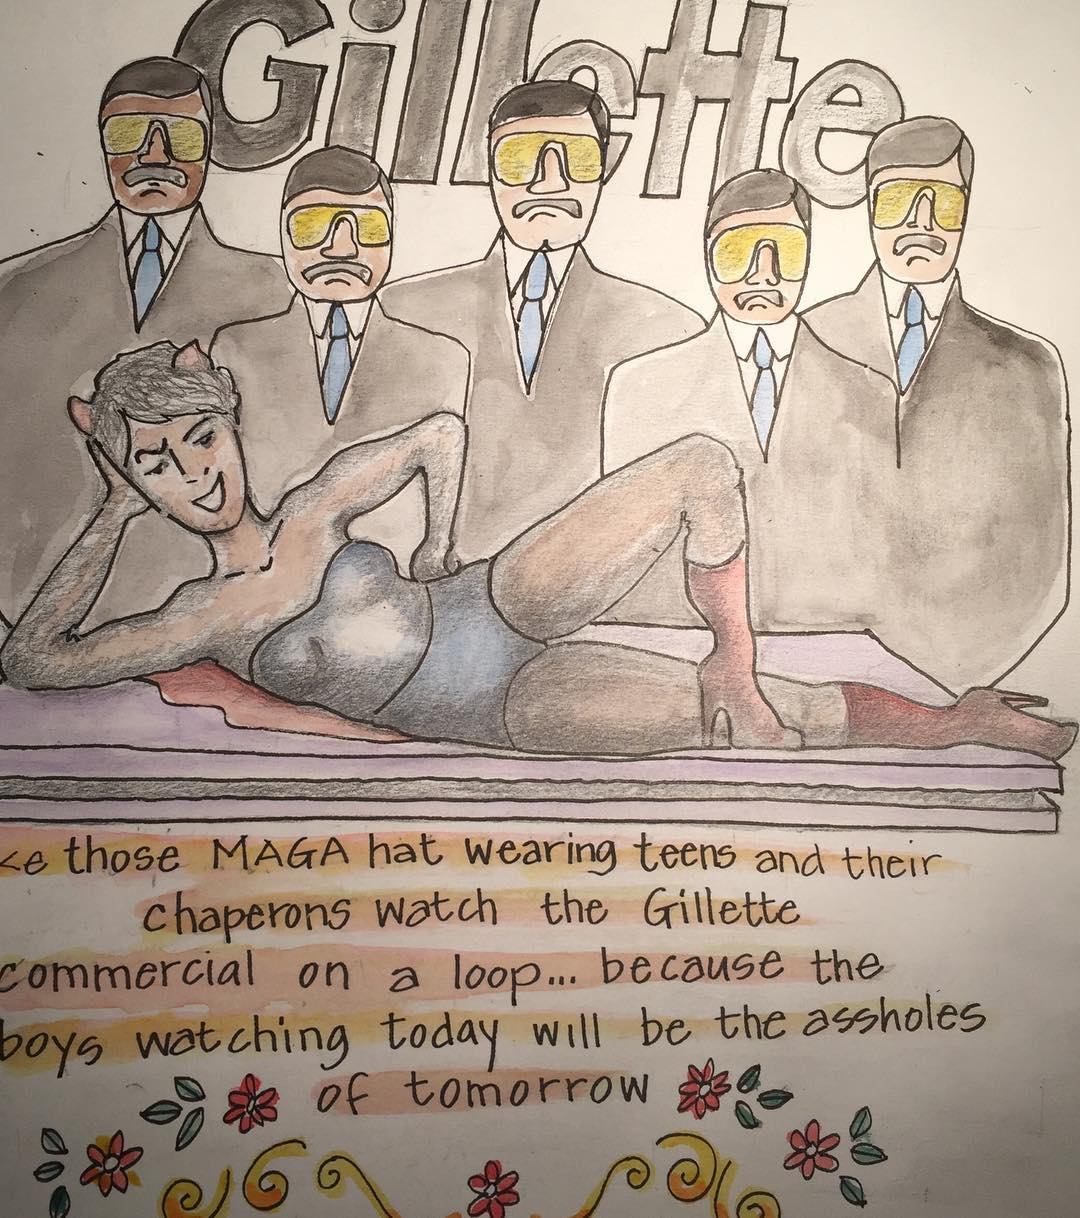 Gillette
ke those MAGA hat wearing teens and their
chaperons watch the Gillette
commercial on a loop... because the
boys watching today will be the assholes
of tomorrow